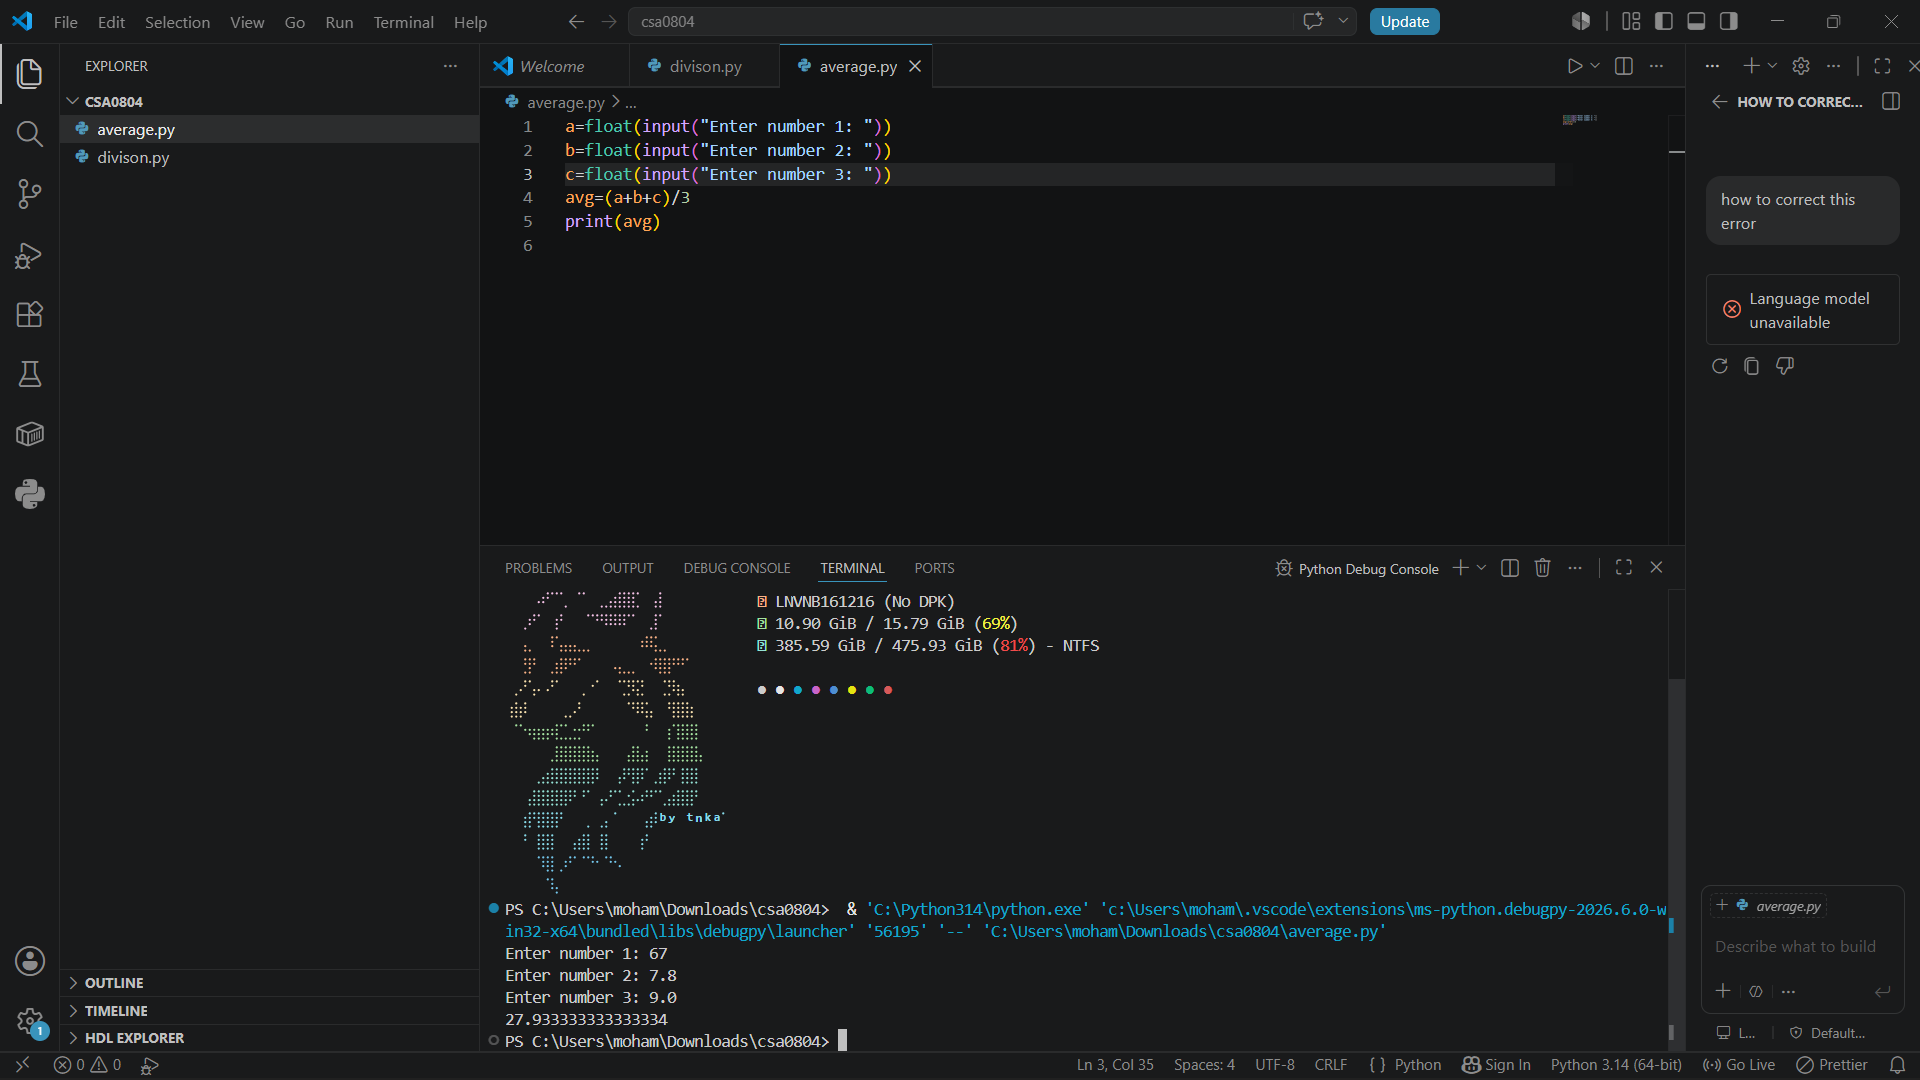 File Edit Selection View Go Run Terminal Help
csa0804
Update
EXPLORER
CSA0804
average.py
divison.py
OUTLINE
TIMELINE
HDL EXPLORER
Welcome
divison.py
average.py
average.py > ...
1 a=float(input("Enter number 1: "))
2 b=float(input("Enter number 2: "))
3 c=float(input("Enter number 3: "))
4 avg=(a+b+c)/3
5 print(avg)
6
PROBLEMS OUTPUT DEBUG CONSOLE TERMINAL PORTS
Python Debug Console
LNVNB161216 (No DPK)
10.90 GiB / 15.79 GiB (69%)
385.59 GiB / 475.93 GiB (81%) - NTFS
by tnka
PS C:\Users\moham\Downloads\csa0804>  & 'C:\Python314\python.exe' 'c:\Users\moham\.vscode\extensions\ms-python.debugpy-2026.6.0-w
in32-x64\bundled\libs\debugpy\launcher' '56195' '--' 'C:\Users\moham\Downloads\csa0804\average.py'
Enter number 1: 67
Enter number 2: 7.8
Enter number 3: 9.0
27.933333333333334
PS C:\Users\moham\Downloads\csa0804>
HOW TO CORREC...
how to correct this
error
Language model
unavailable
average.py
Describe what to build
L...
Default...
0 0
1
Ln 3, Col 35
Spaces: 4
UTF-8
CRLF
{ } Python
Sign In
Python 3.14 (64-bit)
Go Live
Prettier